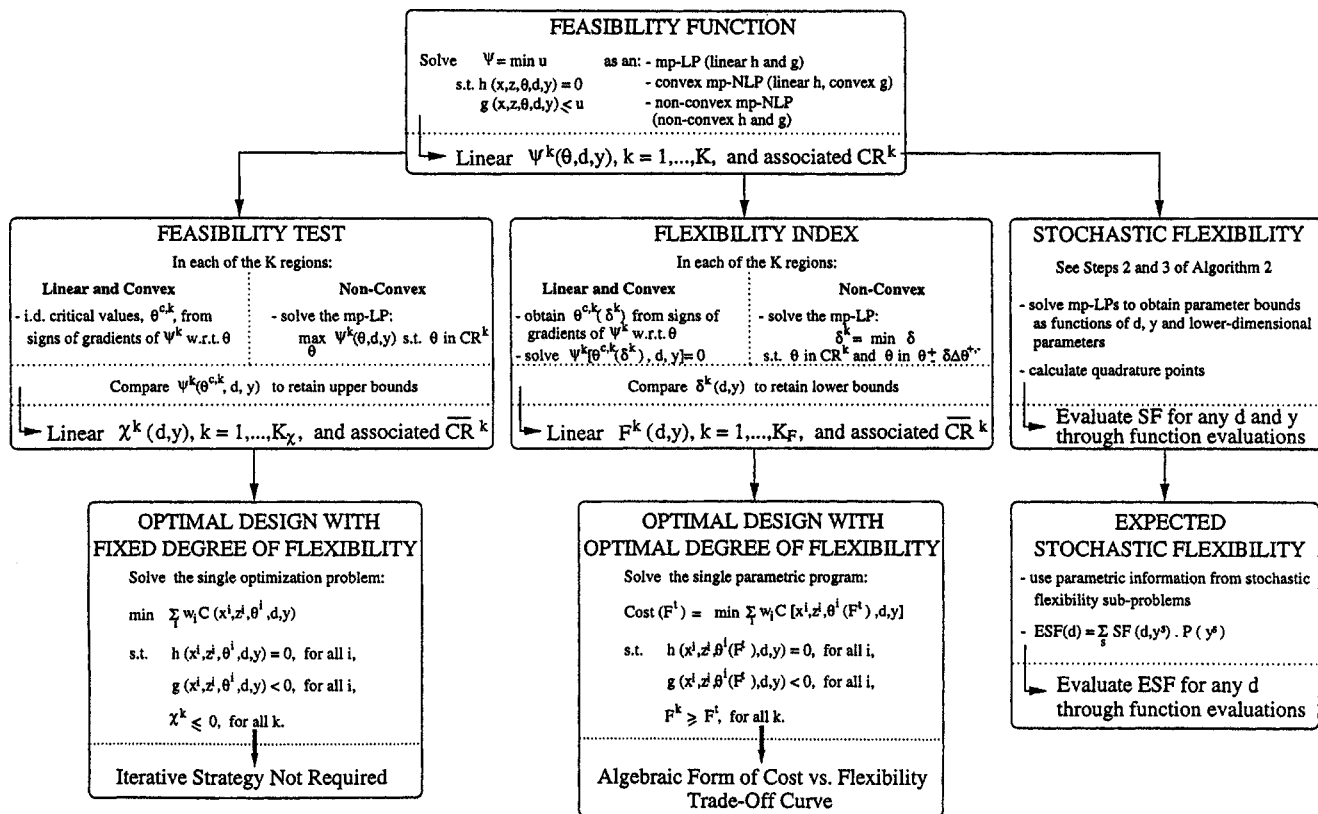 FEASIBILITY FUNCTION
Solve Ψ = min u as an: - mp-LP (linear h and g)
s.t. h (x,z,θ,d,y) = 0 - convex mp-NLP (linear h, convex g)
g (x,z,θ,d,y) ⩽ u - non-convex mp-NLP
(non-convex h and g)
Linear Ψ^k(θ,d,y), k = 1,...,K, and associated CR^k
FEASIBILITY TEST
In each of the K regions:
Linear and Convex
- i.d. critical values, θ^{c,k}, from
signs of gradients of Ψ^k w.r.t. θ
Non-Convex
- solve the mp-LP:
max Ψ^k(θ,d,y) s.t. θ in CR^k
θ
Compare Ψ^k(θ^{c,k}, d, y) to retain upper bounds
Linear χ^k (d,y), k = 1,...,K_χ, and associated \overline{CR}^k
FLEXIBILITY INDEX
In each of the K regions:
Linear and Convex
- obtain θ^{c,k}(δ^k) from signs of
gradients of Ψ^k w.r.t. θ
- solve Ψ^k[θ^{c,k}(δ^k), d, y] = 0
Non-Convex
- solve the mp-LP:
δ^k = min δ
s.t. θ in CR^k and θ in θ ± δΔθ^{+,-}
Compare δ^k (d,y) to retain lower bounds
Linear F^k (d,y), k = 1,...,K_F, and associated \overline{CR}^k
STOCHASTIC FLEXIBILITY
See Steps 2 and 3 of Algorithm 2
- solve mp-LPs to obtain parameter bounds
as functions of d, y and lower-dimensional
parameters
- calculate quadrature points
Evaluate SF for any d and y
through function evaluations
OPTIMAL DESIGN WITH
FIXED DEGREE OF FLEXIBILITY
Solve the single optimization problem:
min Σ_i w_i C (x^i,z^i,θ^i,d,y)
s.t. h (x^i,z^i,θ^i,d,y) = 0, for all i,
g (x^i,z^i,θ^i,d,y) < 0, for all i,
χ^k ⩽ 0, for all k.
Iterative Strategy Not Required
OPTIMAL DESIGN WITH
OPTIMAL DEGREE OF FLEXIBILITY
Solve the single parametric program:
Cost (F^t) = min Σ_i w_i C [x^i,z^i,θ^i (F^t), d,y]
s.t. h (x^i,z^i,θ^i(F^t),d,y) = 0, for all i,
g (x^i,z^i,θ^i(F^t),d,y) < 0, for all i,
F^k ⩾ F^t, for all k.
Algebraic Form of Cost vs. Flexibility
Trade-Off Curve
EXPECTED
STOCHASTIC FLEXIBILITY
- use parametric information from stochastic
flexibility sub-problems
- ESF(d) = Σ_s SF (d,y^s) . P ( y^s)
Evaluate ESF for any d
through function evaluations